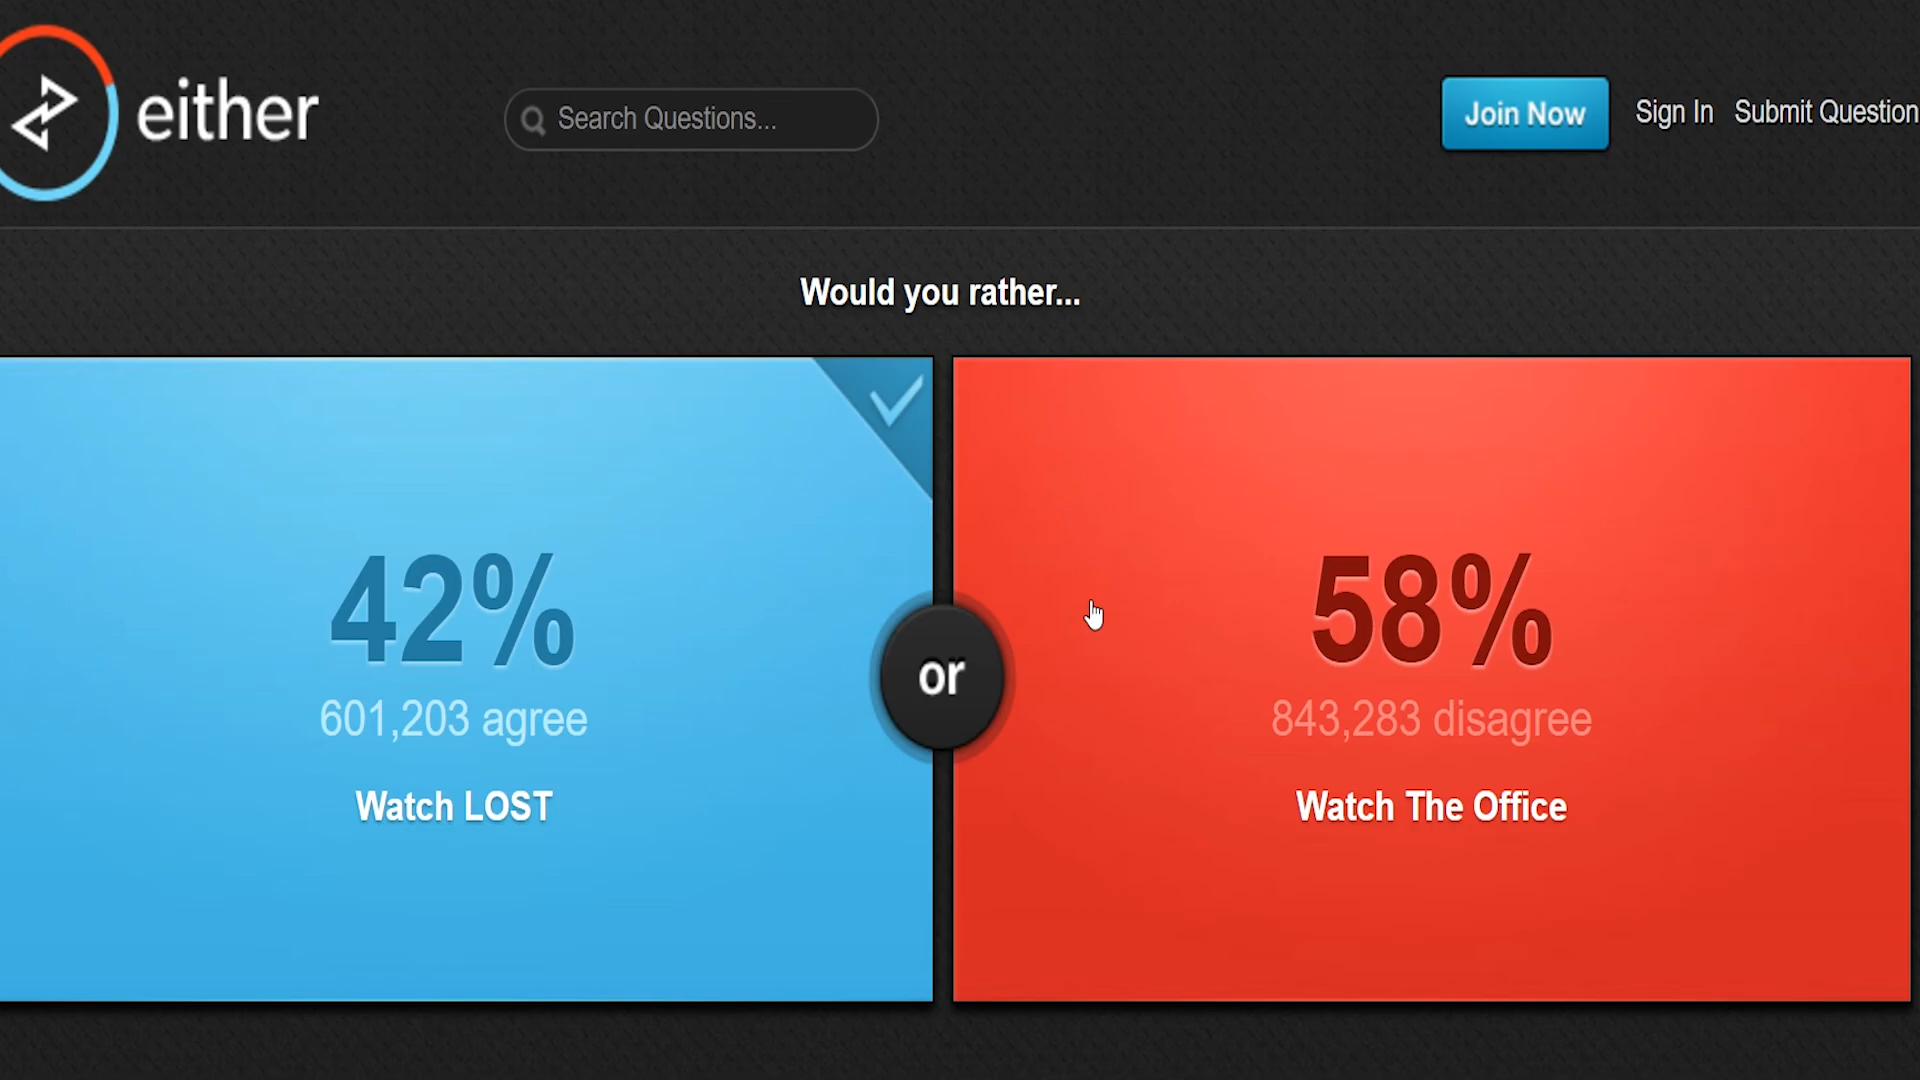 either
Search Questions...
Join Now
Sign In
Submit Question
Would you rather...
42%
601,203 agree
Watch LOST
or
58%
843,283 disagree
Watch The Office